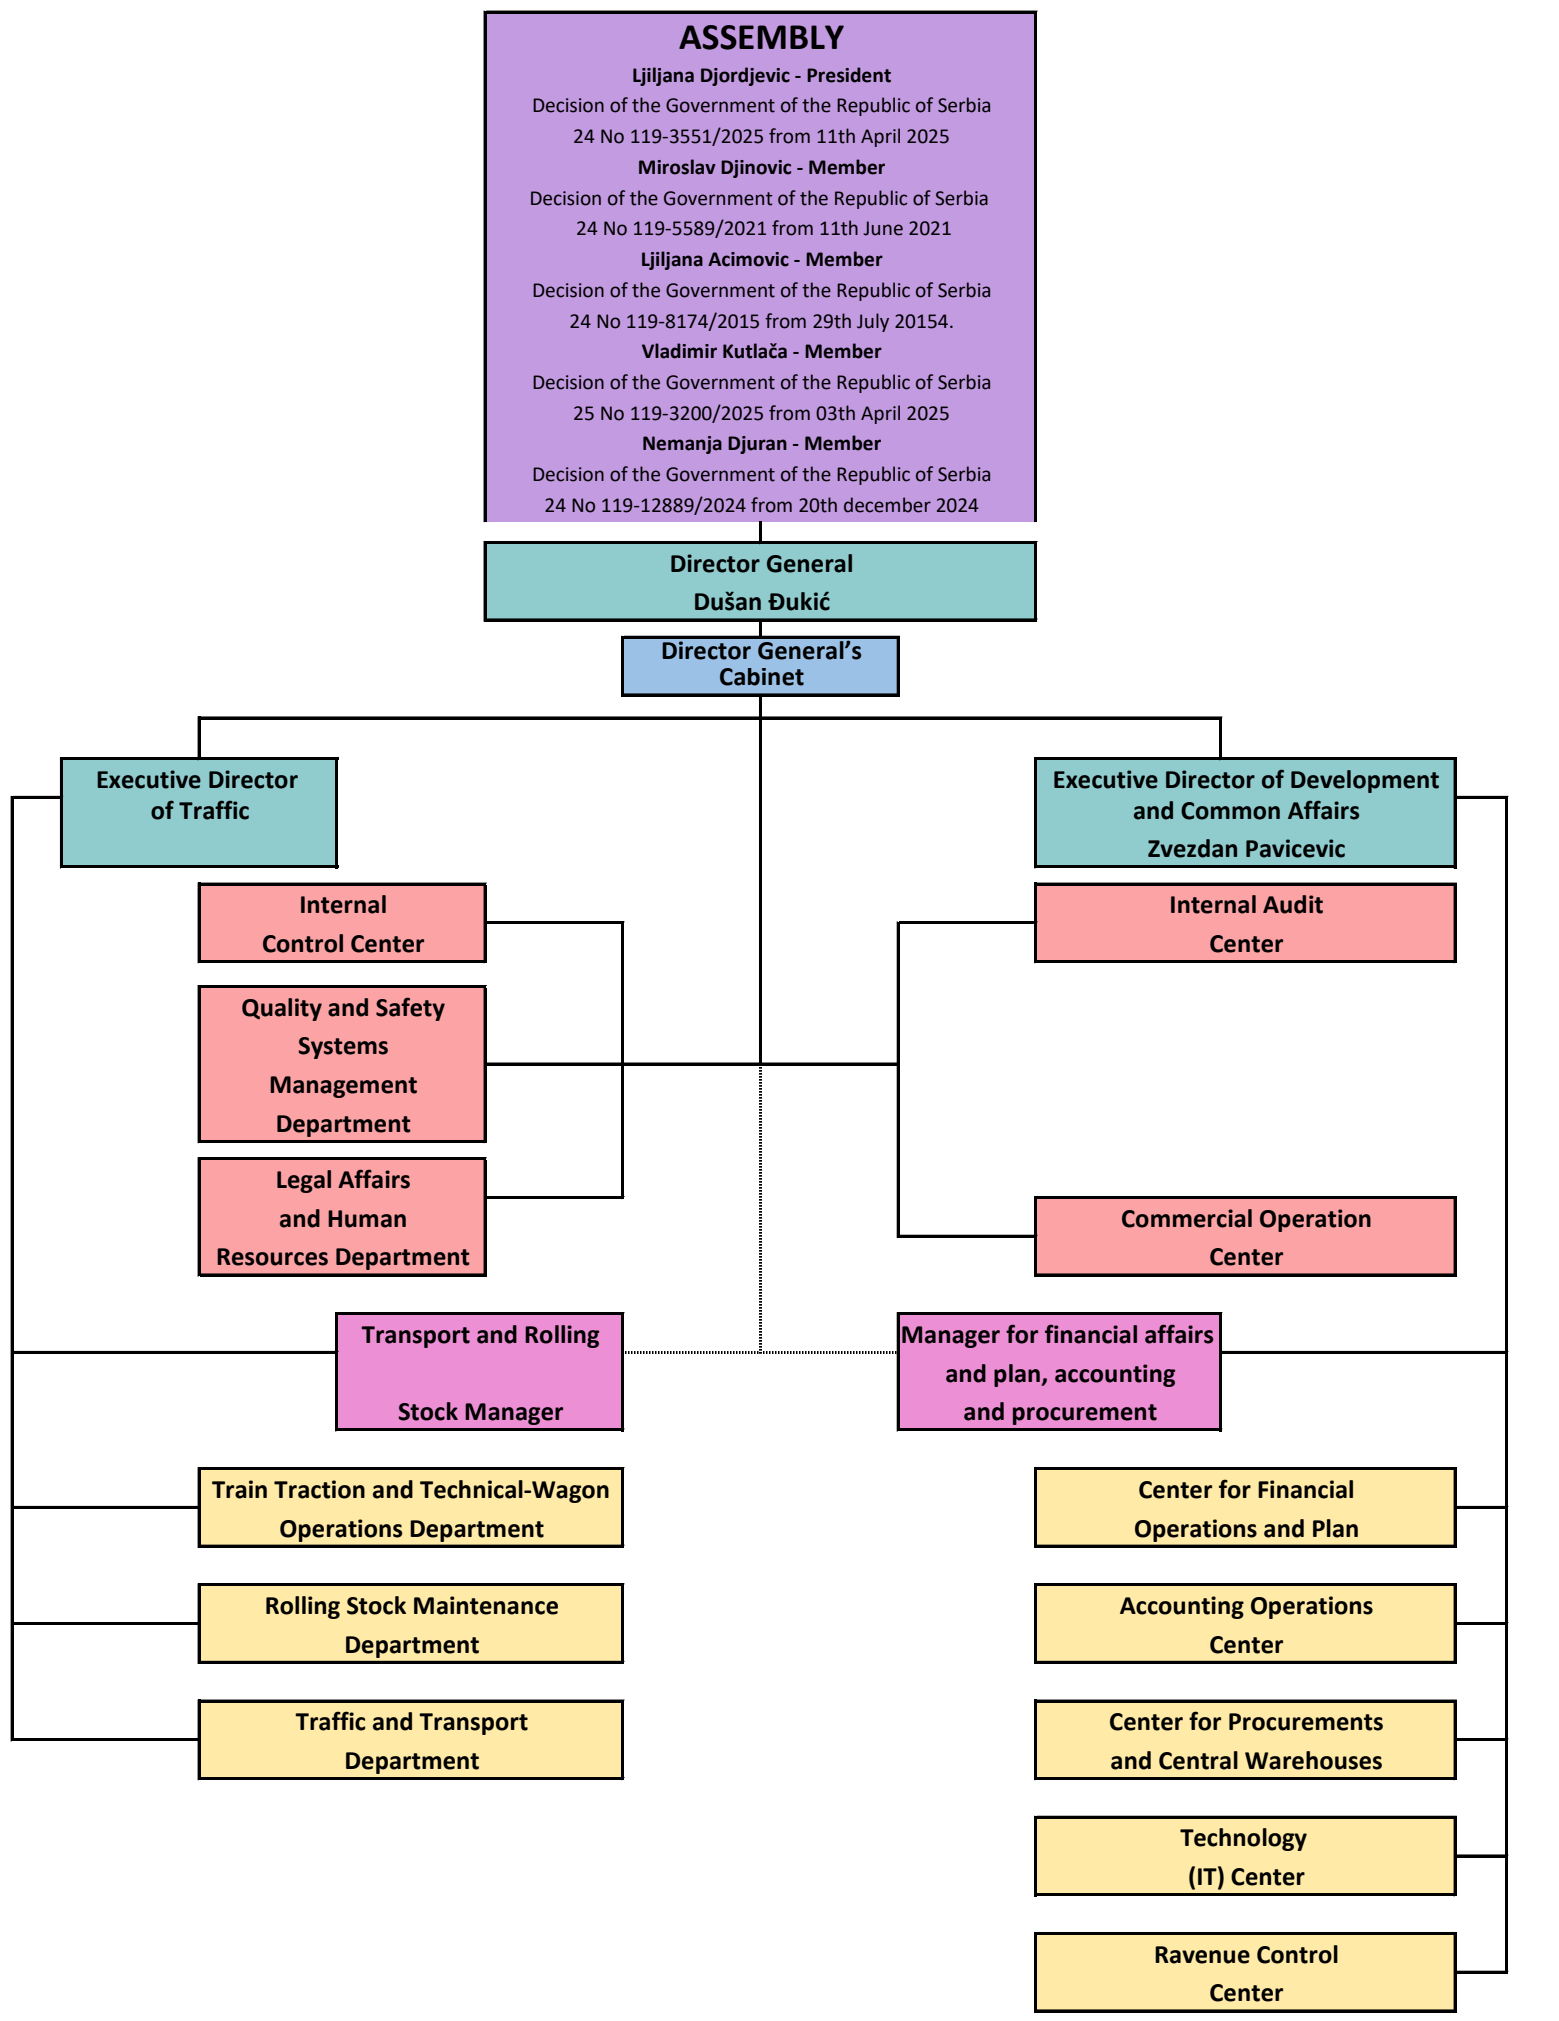 ASSEMBLY
Ljiljana Djordjevic - President
Decision of the Government of the Republic of Serbia
24 No 119-3551/2025 from 11th April 2025
Miroslav Djinovic - Member
Decision of the Government of the Republic of Serbia
24 No 119-5589/2021 from 11th June 2021
Ljiljana Acimovic - Member
Decision of the Government of the Republic of Serbia
24 No 119-8174/2015 from 29th July 20154.
Vladimir Kutlača - Member
Decision of the Government of the Republic of Serbia
25 No 119-3200/2025 from 03th April 2025
Nemanja Djuran - Member
Decision of the Government of the Republic of Serbia
24 No 119-12889/2024 from 20th december 2024
Director General
Dušan Đukić
Director General’s
Cabinet
Executive Director
of Traffic
Executive Director of Development
and Common Affairs
Zvezdan Pavicevic
Internal
Control Center
Internal Audit
Center
Quality and Safety
Systems
Management
Department
Legal Affairs
and Human
Resources Department
Commercial Operation
Center
Transport and Rolling
Stock Manager
Manager for financial affairs
and plan, accounting
and procurement
Train Traction and Technical-Wagon
Operations Department
Center for Financial
Operations and Plan
Rolling Stock Maintenance
Department
Accounting Operations
Center
Traffic and Transport
Department
Center for Procurements
and Central Warehouses
Technology
(IT) Center
Ravenue Control
Center